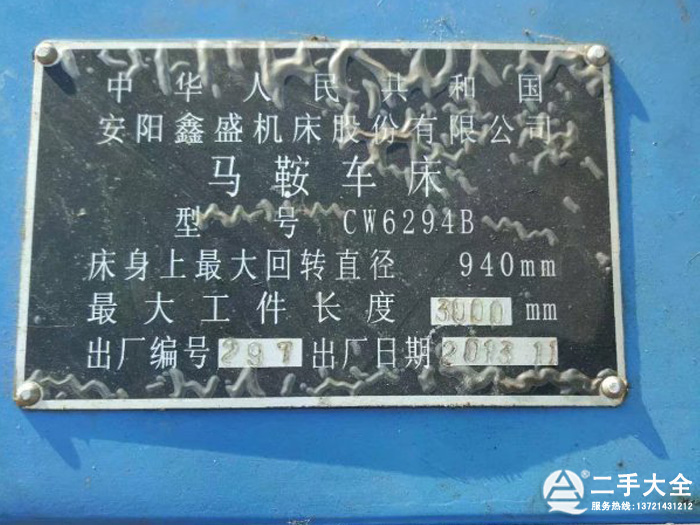 中华人民共和国
安阳鑫盛机床股份有限公司
马鞍车床
型号 CW6294B
床身上最大回转直径 940mm
最大工件长度 3000 mm
出厂编号 297 出厂日期 2013 11
二手大全
服务热线:13721431212